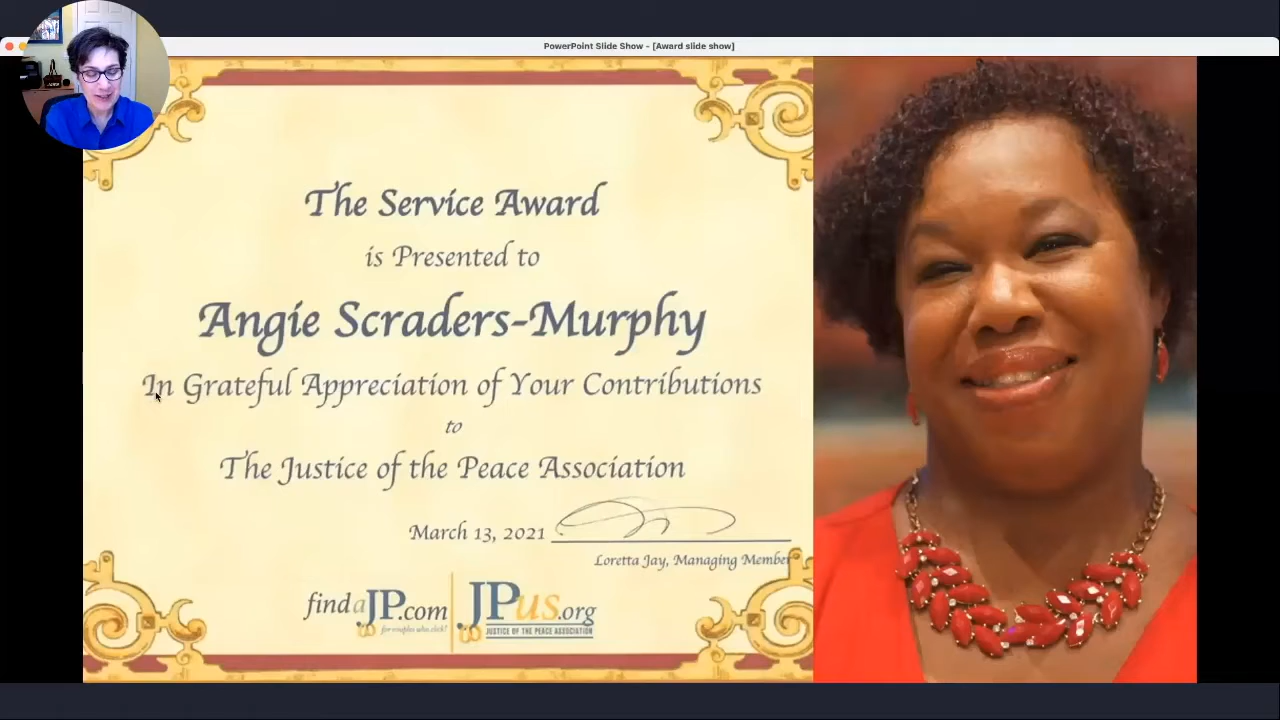 PowerPoint Slide Show - [Award slide show]
The Service Award
is Presented to
Angie Scraders-Murphy
In Grateful Appreciation of Your Contributions
to
The Justice of the Peace Association
March 13, 2021
Loretta Jay, Managing Member
findaJP.com
for couples who click!
JPus.org
JUSTICE OF THE PEACE ASSOCIATION